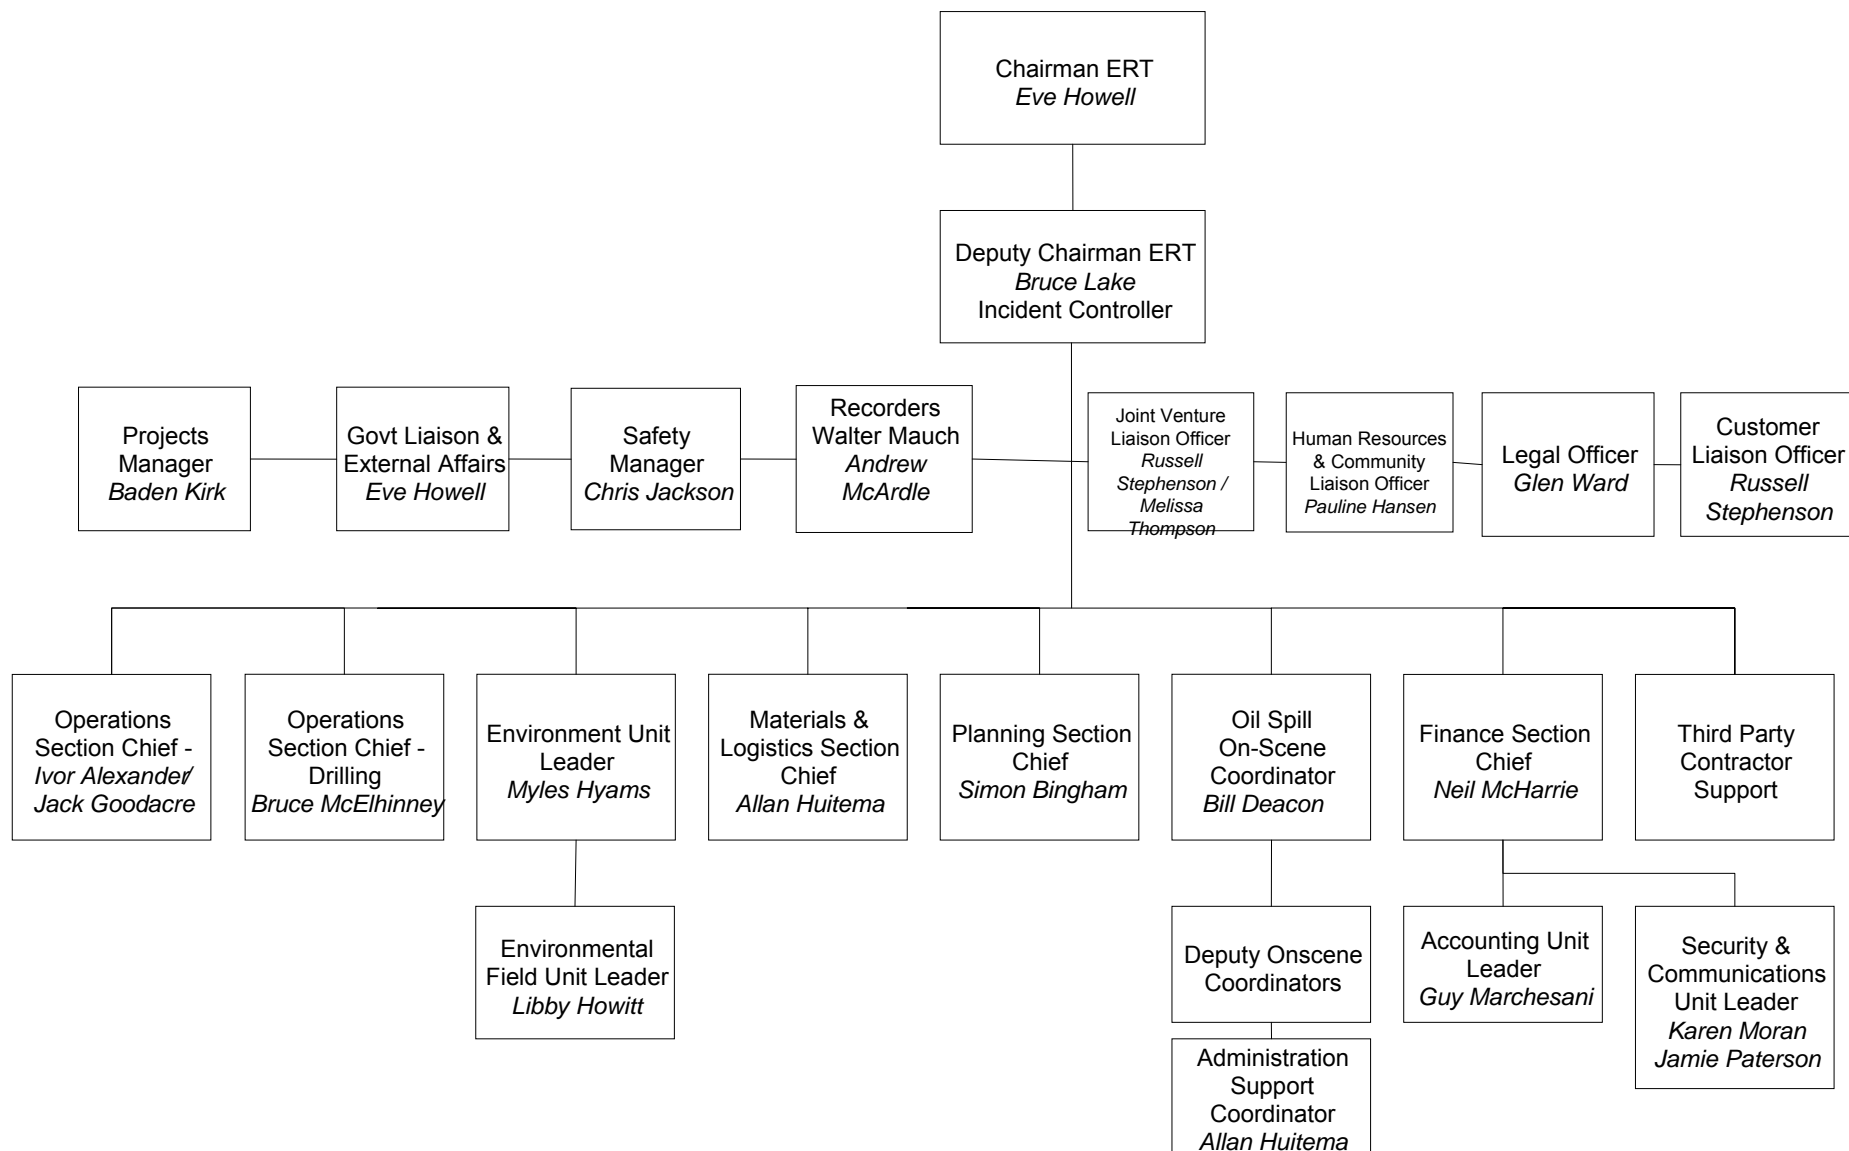 Chairman ERT
Eve Howell
Deputy Chairman ERT
Bruce Lake
Incident Controller
Projects
Manager
Baden Kirk
Govt Liaison &
External Affairs
Eve Howell
Safety
Manager
Chris Jackson
Recorders
Walter Mauch
Andrew
McArdle
Joint Venture
Liaison Officer
Russell
Stephenson /
Melissa
Thompson
Human Resources
& Community
Liaison Officer
Pauline Hansen
Legal Officer
Glen Ward
Customer
Liaison Officer
Russell
Stephenson
Operations
Section Chief -
Ivor Alexander/
Jack Goodacre
Operations
Section Chief -
Drilling
Bruce McElhinney
Environment Unit
Leader
Myles Hyams
Materials &
Logistics Section
Chief
Allan Huitema
Planning Section
Chief
Simon Bingham
Oil Spill
On-Scene
Coordinator
Bill Deacon
Finance Section
Chief
Neil McHarrie
Third Party
Contractor
Support
Environmental
Field Unit Leader
Libby Howitt
Deputy Onscene
Coordinators
Accounting Unit
Leader
Guy Marchesani
Security &
Communications
Unit Leader
Karen Moran
Jamie Paterson
Administration
Support
Coordinator
Allan Huitema